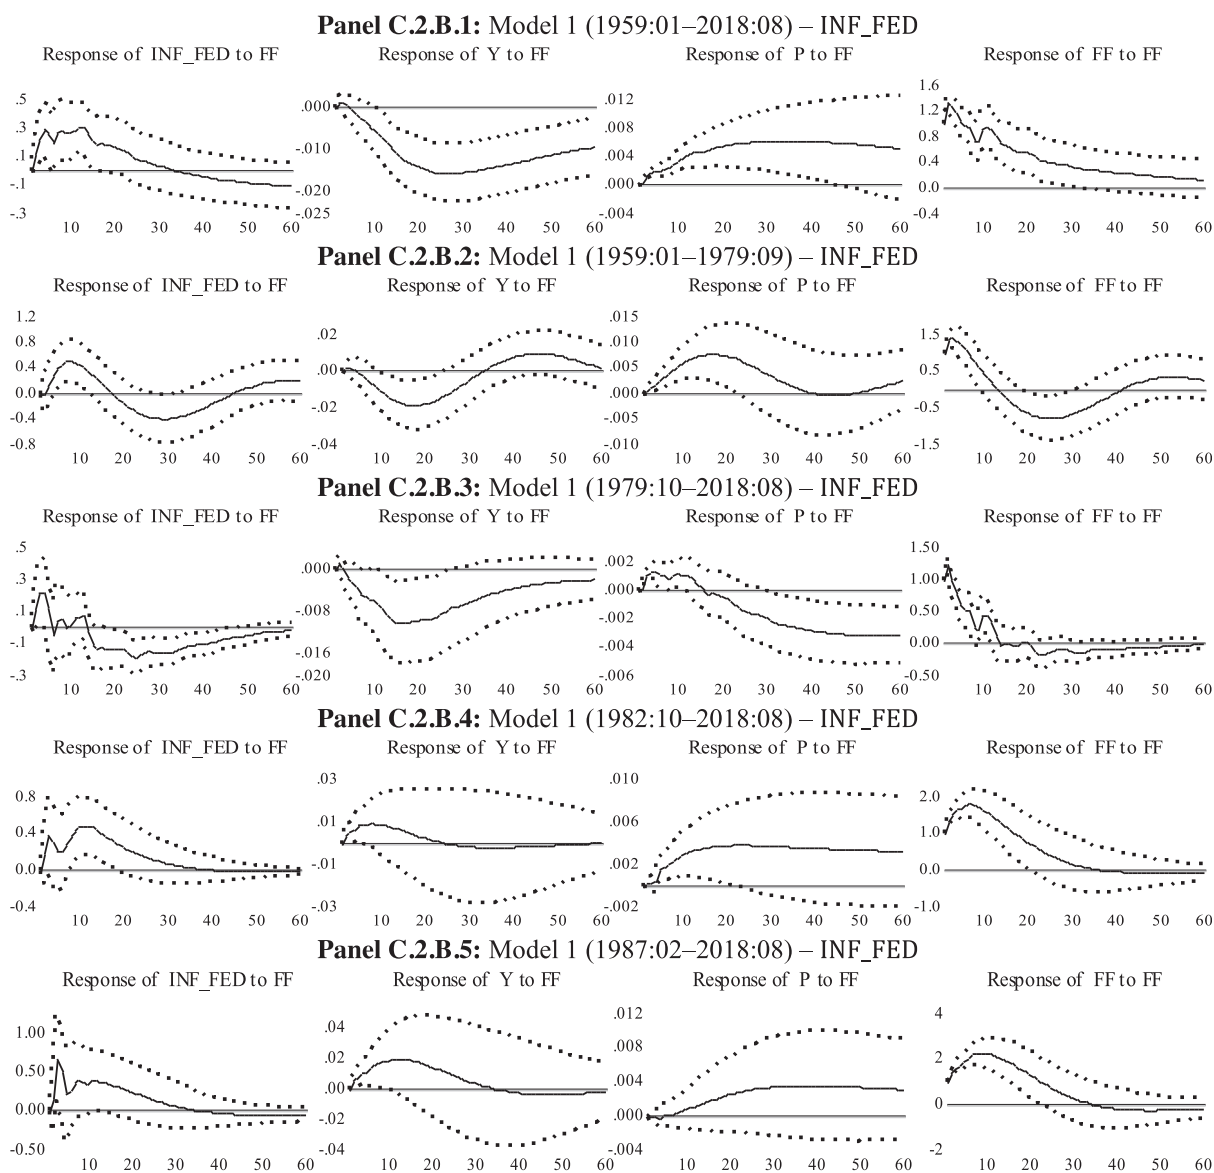 Panel C.2.B.1: Model 1 (1959:01–2018:08) – INF_FED
Response of INF_FED to FF
.5
.3
.1
-.1
-.3
10 20 30 40 50 60
Response of Y to FF
.000
-.010
-.020
-.025
10 20 30 40 50 60
Response of P to FF
.012
.008
.004
.000
-.004
10 20 30 40 50 60
Response of FF to FF
1.6
1.2
0.8
0.4
0.0
-0.4
10 20 30 40 50 60
Panel C.2.B.2: Model 1 (1959:01–1979:09) – INF_FED
Response of INF_FED to FF
1.2
0.8
0.4
0.0
-0.4
-0.8
10 20 30 40 50 60
Response of Y to FF
.02
.00
-.02
-.04
10 20 30 40 50 60
Response of P to FF
.015
.010
.005
.000
-.005
-.010
10 20 30 40 50 60
Response of FF to FF
1.5
0.5
-0.5
-1.5
10 20 30 40 50 60
Panel C.2.B.3: Model 1 (1979:10–2018:08) – INF_FED
Response of INF_FED to FF
.5
.3
.1
-.1
-.3
10 20 30 40 50 60
Response of Y to FF
.000
-.008
-.016
-.020
10 20 30 40 50 60
Response of P to FF
.002
.000
-.002
-.004
-.006
10 20 30 40 50 60
Response of FF to FF
1.50
1.00
0.50
0.00
-0.50
10 20 30 40 50 60
Panel C.2.B.4: Model 1 (1982:10–2018:08) – INF_FED
Response of INF_FED to FF
0.8
0.4
0.0
-0.4
10 20 30 40 50 60
Response of Y to FF
.03
.01
-.01
-.03
10 20 30 40 50 60
Response of P to FF
.010
.006
.002
-.002
10 20 30 40 50 60
Response of FF to FF
2.0
1.0
0.0
-1.0
10 20 30 40 50 60
Panel C.2.B.5: Model 1 (1987:02–2018:08) – INF_FED
Response of INF_FED to FF
1.00
0.50
0.00
-0.50
10 20 30 40 50 60
Response of Y to FF
.04
.02
.00
-.02
-.04
10 20 30 40 50 60
Response of P to FF
.012
.008
.004
.000
-.004
10 20 30 40 50 60
Response of FF to FF
4
2
0
-2
10 20 30 40 50 60